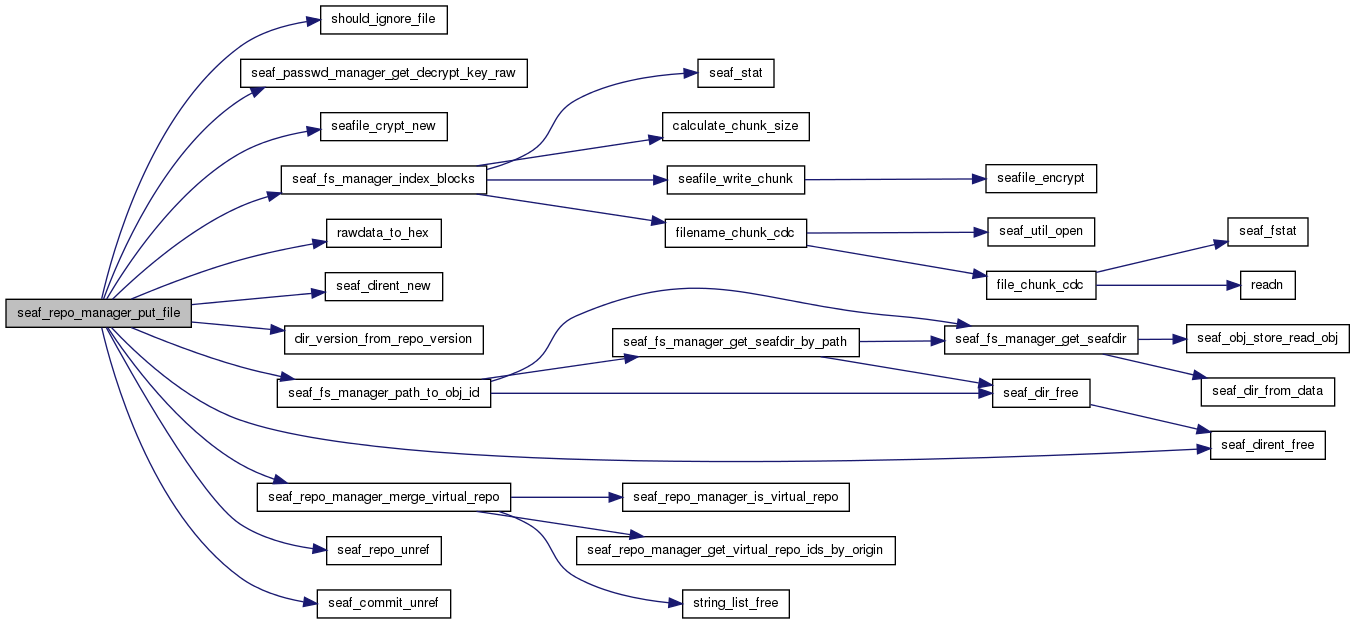 should_ignore_file
seaf_passwd_manager_get_decrypt_key_raw
seaf_stat
seafile_crypt_new
calculate_chunk_size
seaf_fs_manager_index_blocks
seafile_write_chunk
seafile_encrypt
rawdata_to_hex
filename_chunk_cdc
seaf_util_open
seaf_fstat
seaf_dirent_new
file_chunk_cdc
readn
seaf_repo_manager_put_file
dir_version_from_repo_version
seaf_fs_manager_get_seafdir_by_path
seaf_fs_manager_get_seafdir
seaf_obj_store_read_obj
seaf_fs_manager_path_to_obj_id
seaf_dir_free
seaf_dir_from_data
seaf_dirent_free
seaf_repo_manager_merge_virtual_repo
seaf_repo_manager_is_virtual_repo
seaf_repo_unref
seaf_repo_manager_get_virtual_repo_ids_by_origin
seaf_commit_unref
string_list_free